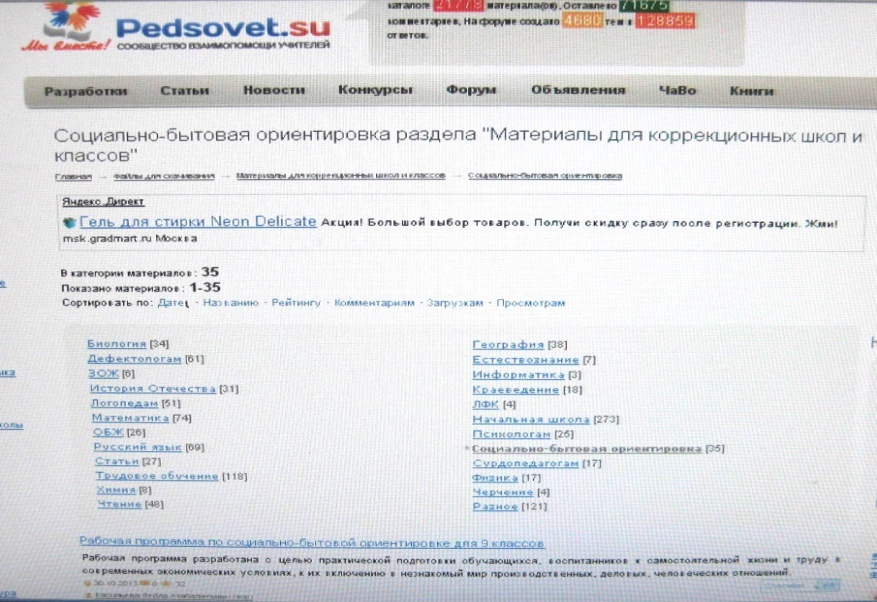 каталоге 21778 материала(ов), Оставлено 71675
Pedsovet.su
комментариев, На форуме создано 4680 тем и 128859
Мы вместе! СООБЩЕСТВО ВЗАИМОПОМОЩИ УЧИТЕЛЕЙ
ответов.
Разработки Статьи Новости Конкурсы Форум Объявления ЧаВо Книги
Социально-бытовая ориентировка раздела "Материалы для коррекционных школ и
классов"
Главная → Файлы для скачивания → Материалы для коррекционных школ и классов → Социально-бытовая ориентировка
Яндекс.Директ
Гель для стирки Neon Delicate Акция! Большой выбор товаров. Получи скидку сразу после регистрации. Жми!
msk.gradmart.ru Москва
В категории материалов : 35
Показано материалов : 1-35
Сортировать по: Дате · Названию · Рейтингу · Комментариям · Загрузкам · Просмотрам
Биология [34] География [38]
Дефектологам [61] Естествознание [7]
ЗОЖ [6] Информатика [3]
История Отечества [31] Краеведение [18]
Логопедам [51] ЛФК [4]
Математика [74] Начальная школа [273]
ОБЖ [26] Психологам [25]
Русский язык [69] Социально-бытовая ориентировка [35]
Статьи [27] Сурдопедагогам [17]
Трудовое обучение [118] Физика [17]
Химия [8] Черчение [4]
Чтение [48] Разное [121]
Рабочая программа по социально-бытовой ориентировке для 9 классов
Рабочая программа разработана с целью практической подготовки обучающихся, воспитанников к самостоятельной жизни и труду в
современных экономических условиях, к их включению в незнакомый мир производственных, деловых, человеческих отношений.